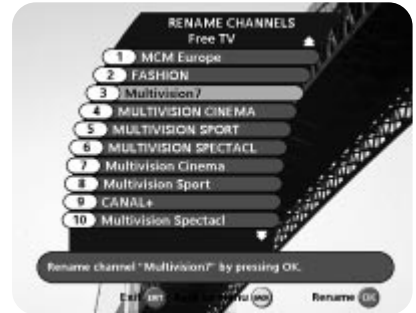 RENAME CHANNELS
Free TV
1 MCM Europe
2 FASHION
3 Multivision7
4 MULTIVISION CINEMA
5 MULTIVISION SPORT
6 MULTIVISION SPECTACL
7 Multivision Cinema
8 Multivision Sport
9 CANAL+
10 Multivision Spectacl
Rename channel "Multivision7" by pressing OK.
Exit Menu Rename OK